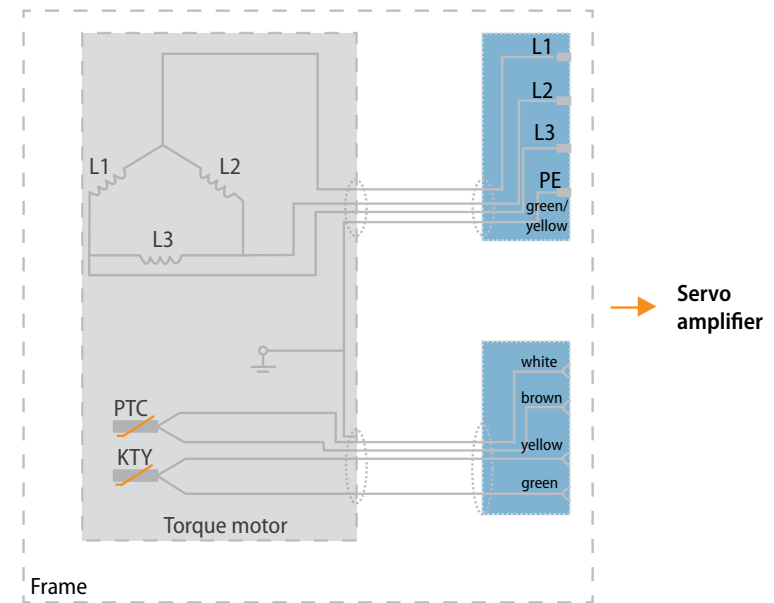 L1
L2
L3
PE
green/
yellow
L1
L2
L3
Servo
amplifier
white
brown
yellow
green
PTC
KTY
Torque motor
Frame